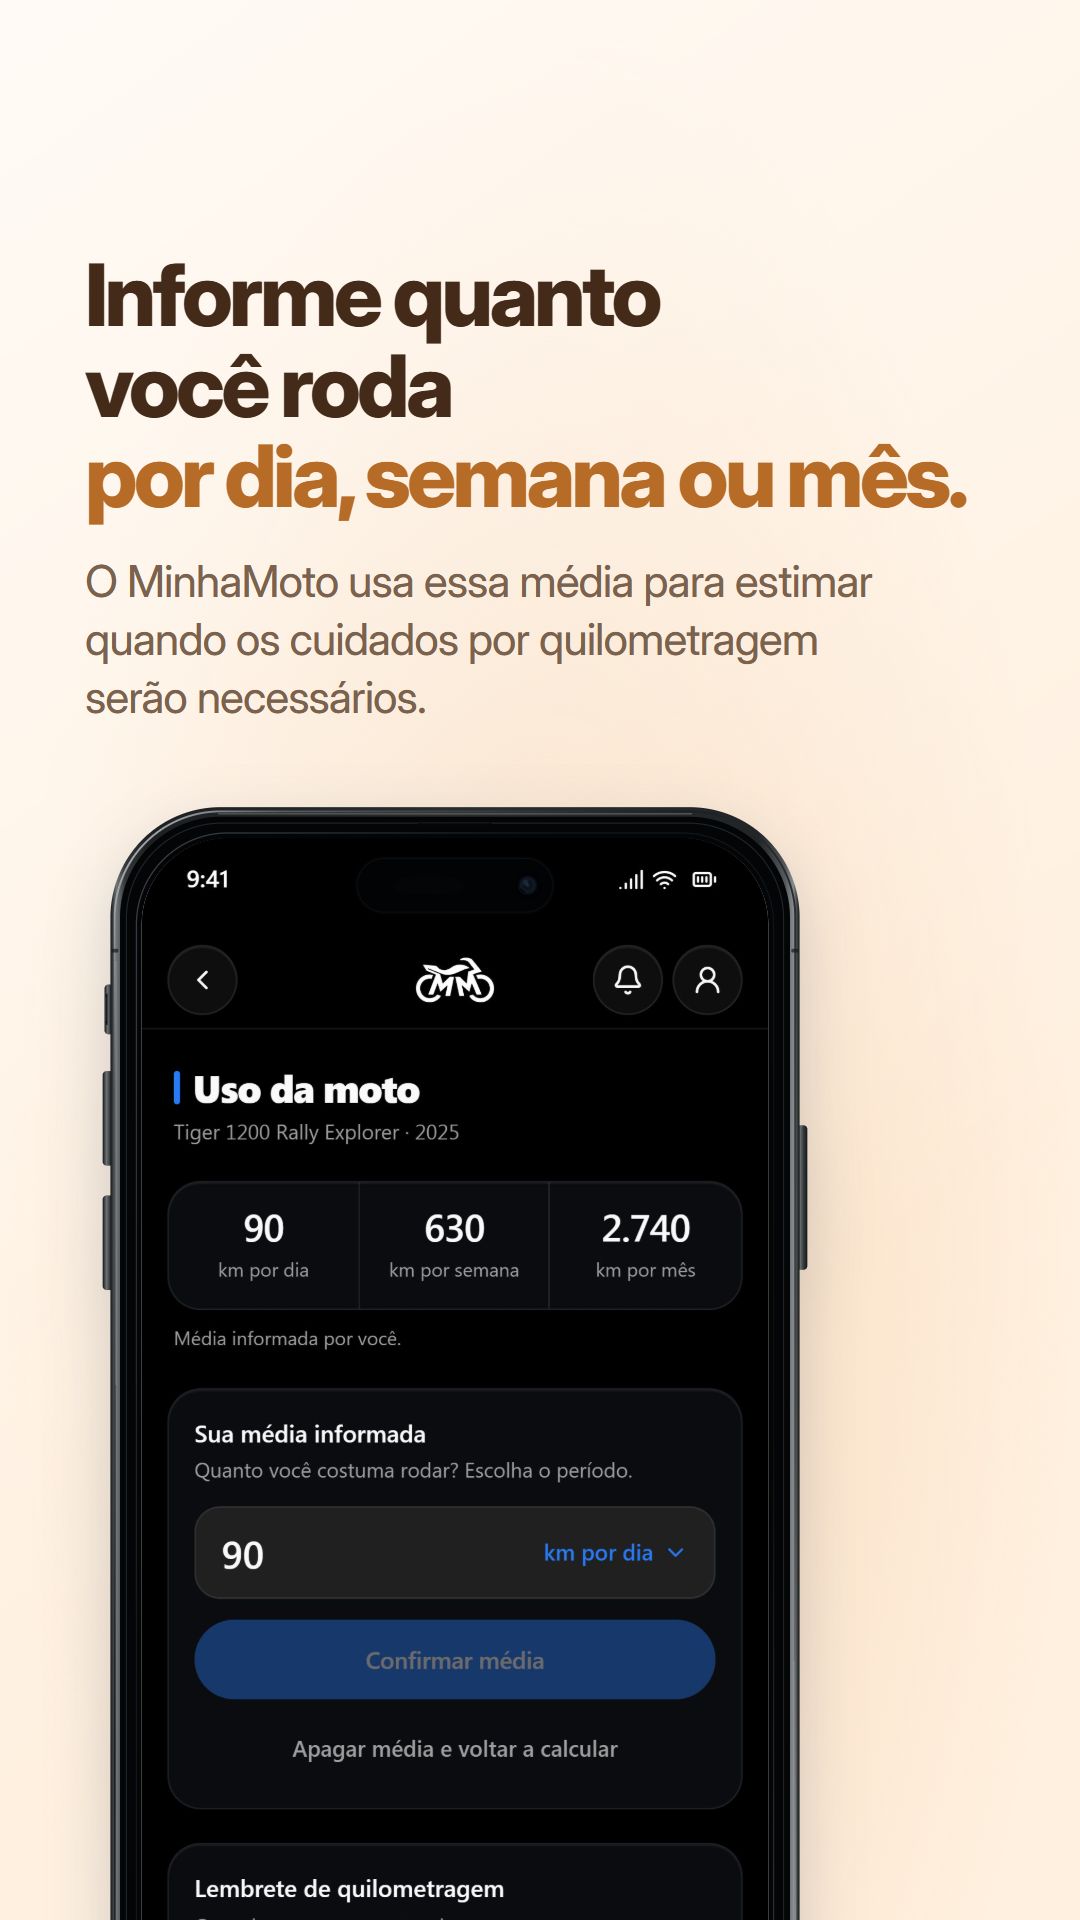 Informe quanto
você roda
por dia, semana ou mês.
O MinhaMoto usa essa média para estimar
quando os cuidados por quilometragem
serão necessários.
9:41
MM
Uso da moto
Tiger 1200 Rally Explorer · 2025
90 630 2.740
km por dia km por semana km por mês
Média informada por você.
Sua média informada
Quanto você costuma rodar? Escolha o período.
90 km por dia
Confirmar média
Apagar média e voltar a calcular
Lembrete de quilometragem